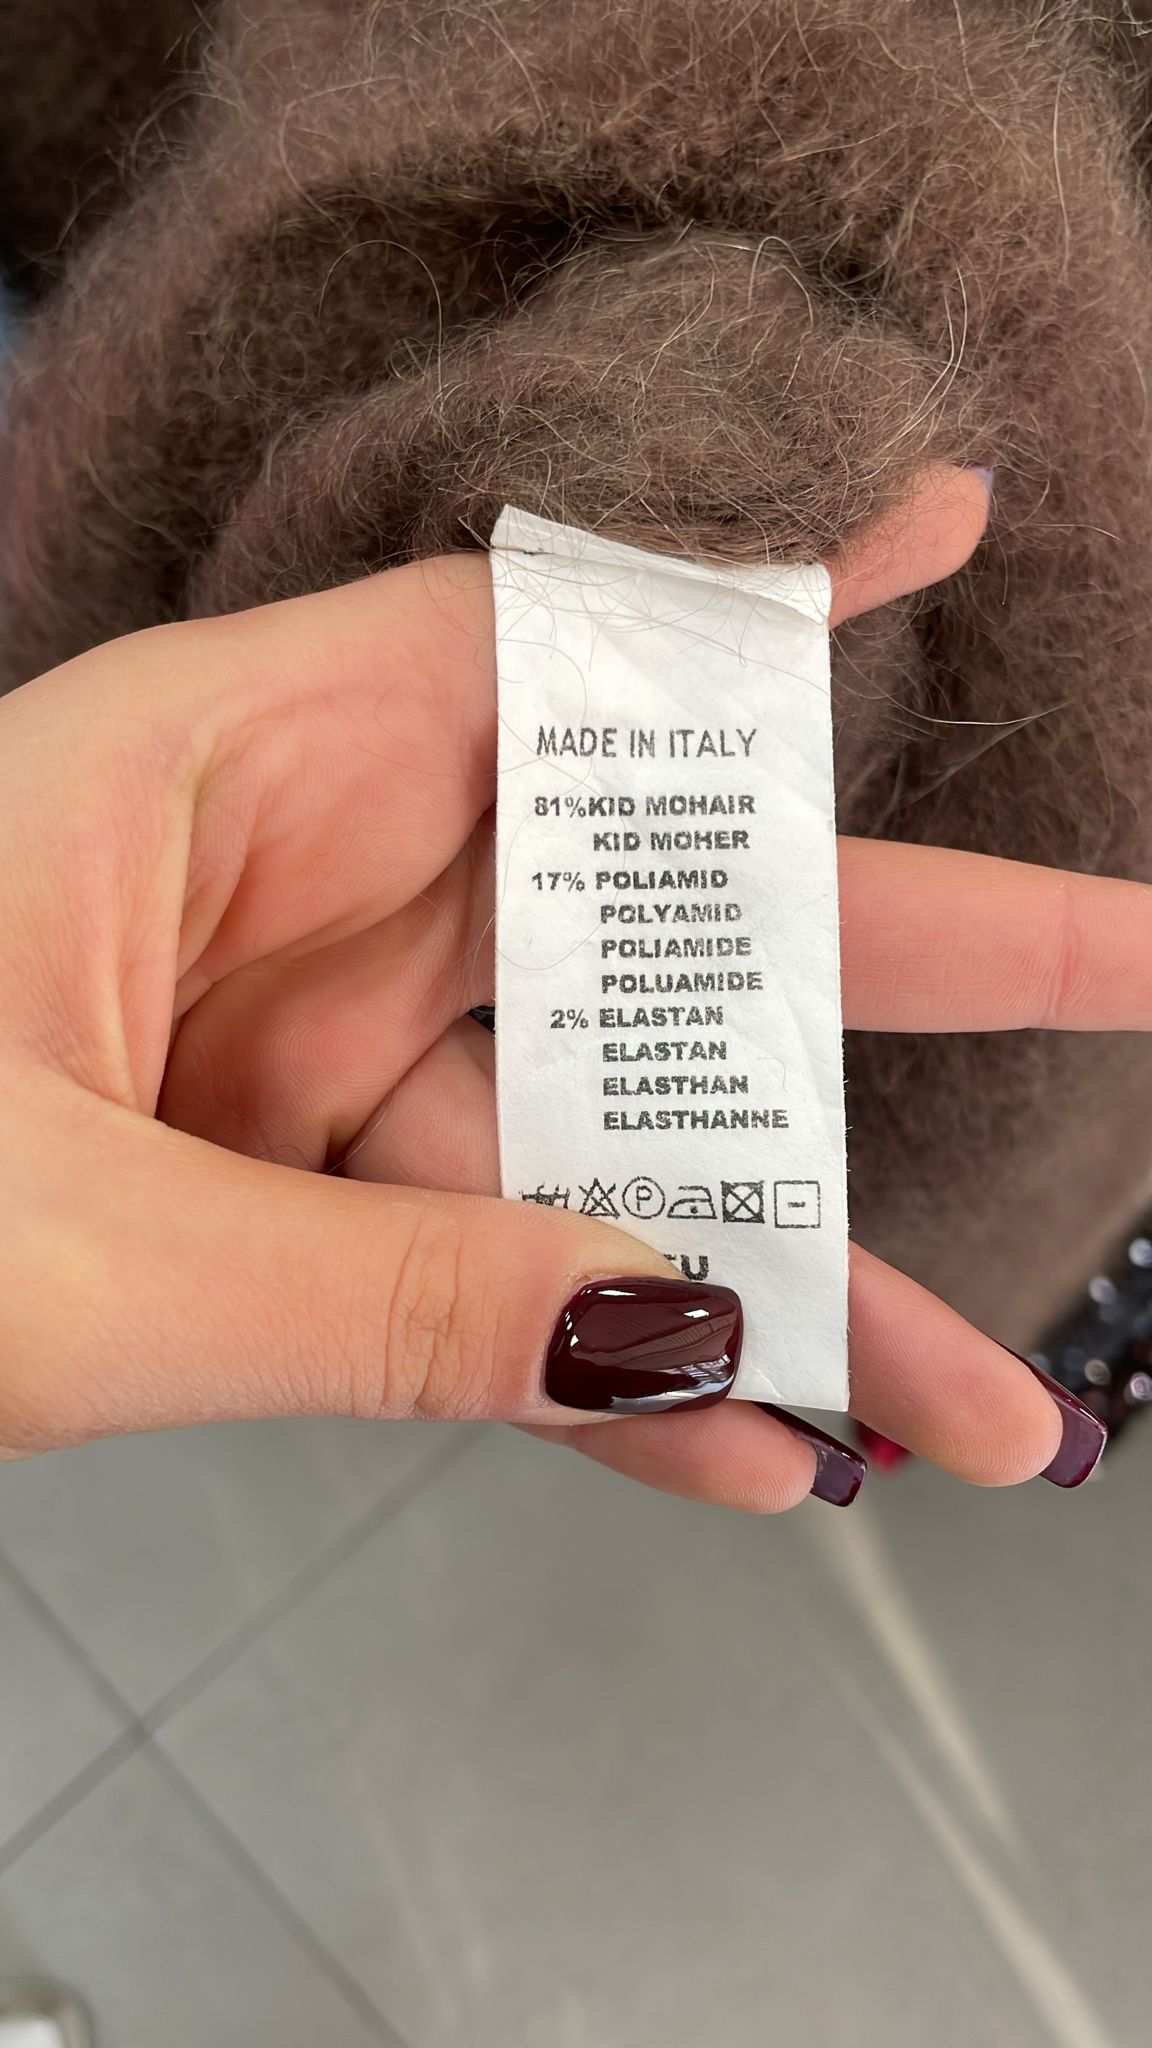 MADE IN ITALY
81%KID MOHAIR
KID MOHER
17% POLIAMID
POLYAMID
POLIAMIDE
POLUAMIDE
2% ELASTAN
ELASTAN
ELASTHAN
ELASTHANNE
P